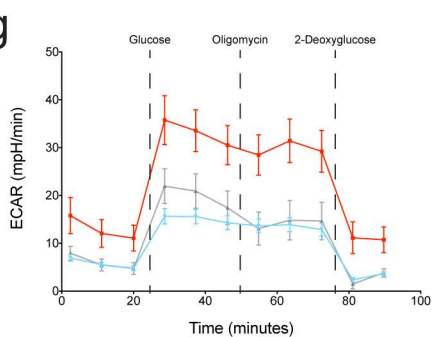 g
Glucose Oligomycin 2-Deoxyglucose
50
40
30
20
10
0
0 20 40 60 80 100
ECAR (mpH/min)
Time (minutes)